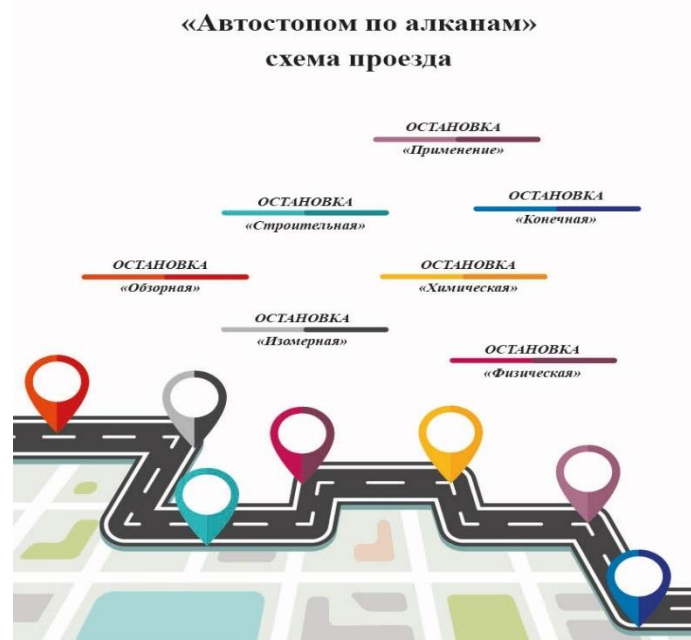 «Автостопом по алканам»
схема проезда
ОСТАНОВКА
«Применение»
ОСТАНОВКА
«Строительная»
ОСТАНОВКА
«Конечная»
ОСТАНОВКА
«Обзорная»
ОСТАНОВКА
«Химическая»
ОСТАНОВКА
«Изомерная»
ОСТАНОВКА
«Физическая»